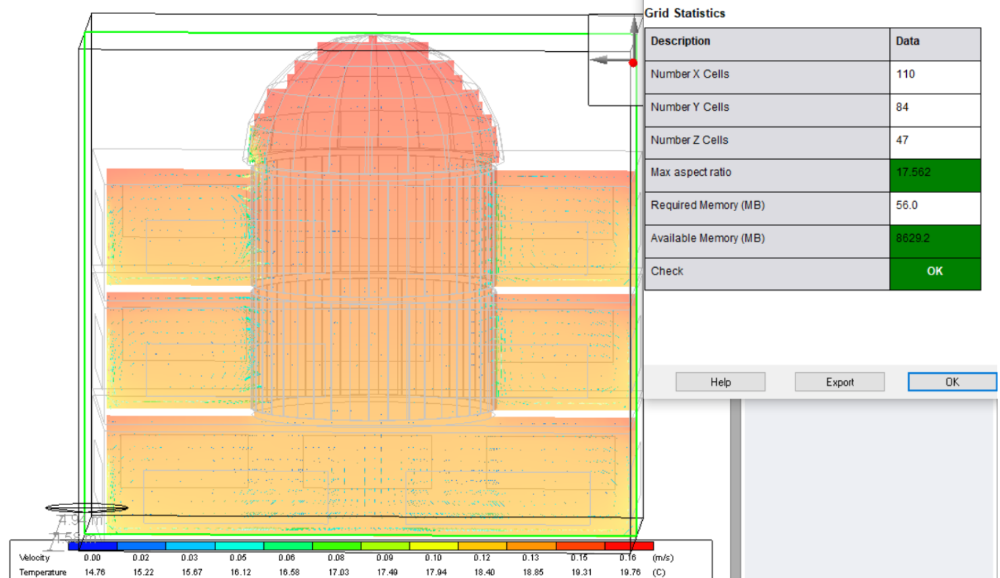 Grid Statistics
Description Data
Number X Cells 110
Number Y Cells 84
Number Z Cells 47
Max aspect ratio 17.562
Required Memory (MB) 56.0
Available Memory (MB) 8629.2
Check OK
Help Export OK
4.94 m
1.58 m
Velocity 0.00 0.02 0.03 0.05 0.06 0.08 0.09 0.10 0.12 0.13 0.15 0.16 (m/s)
Temperature 14.76 15.22 15.67 16.12 16.58 17.03 17.49 17.94 18.40 18.85 19.31 19.76 (C)